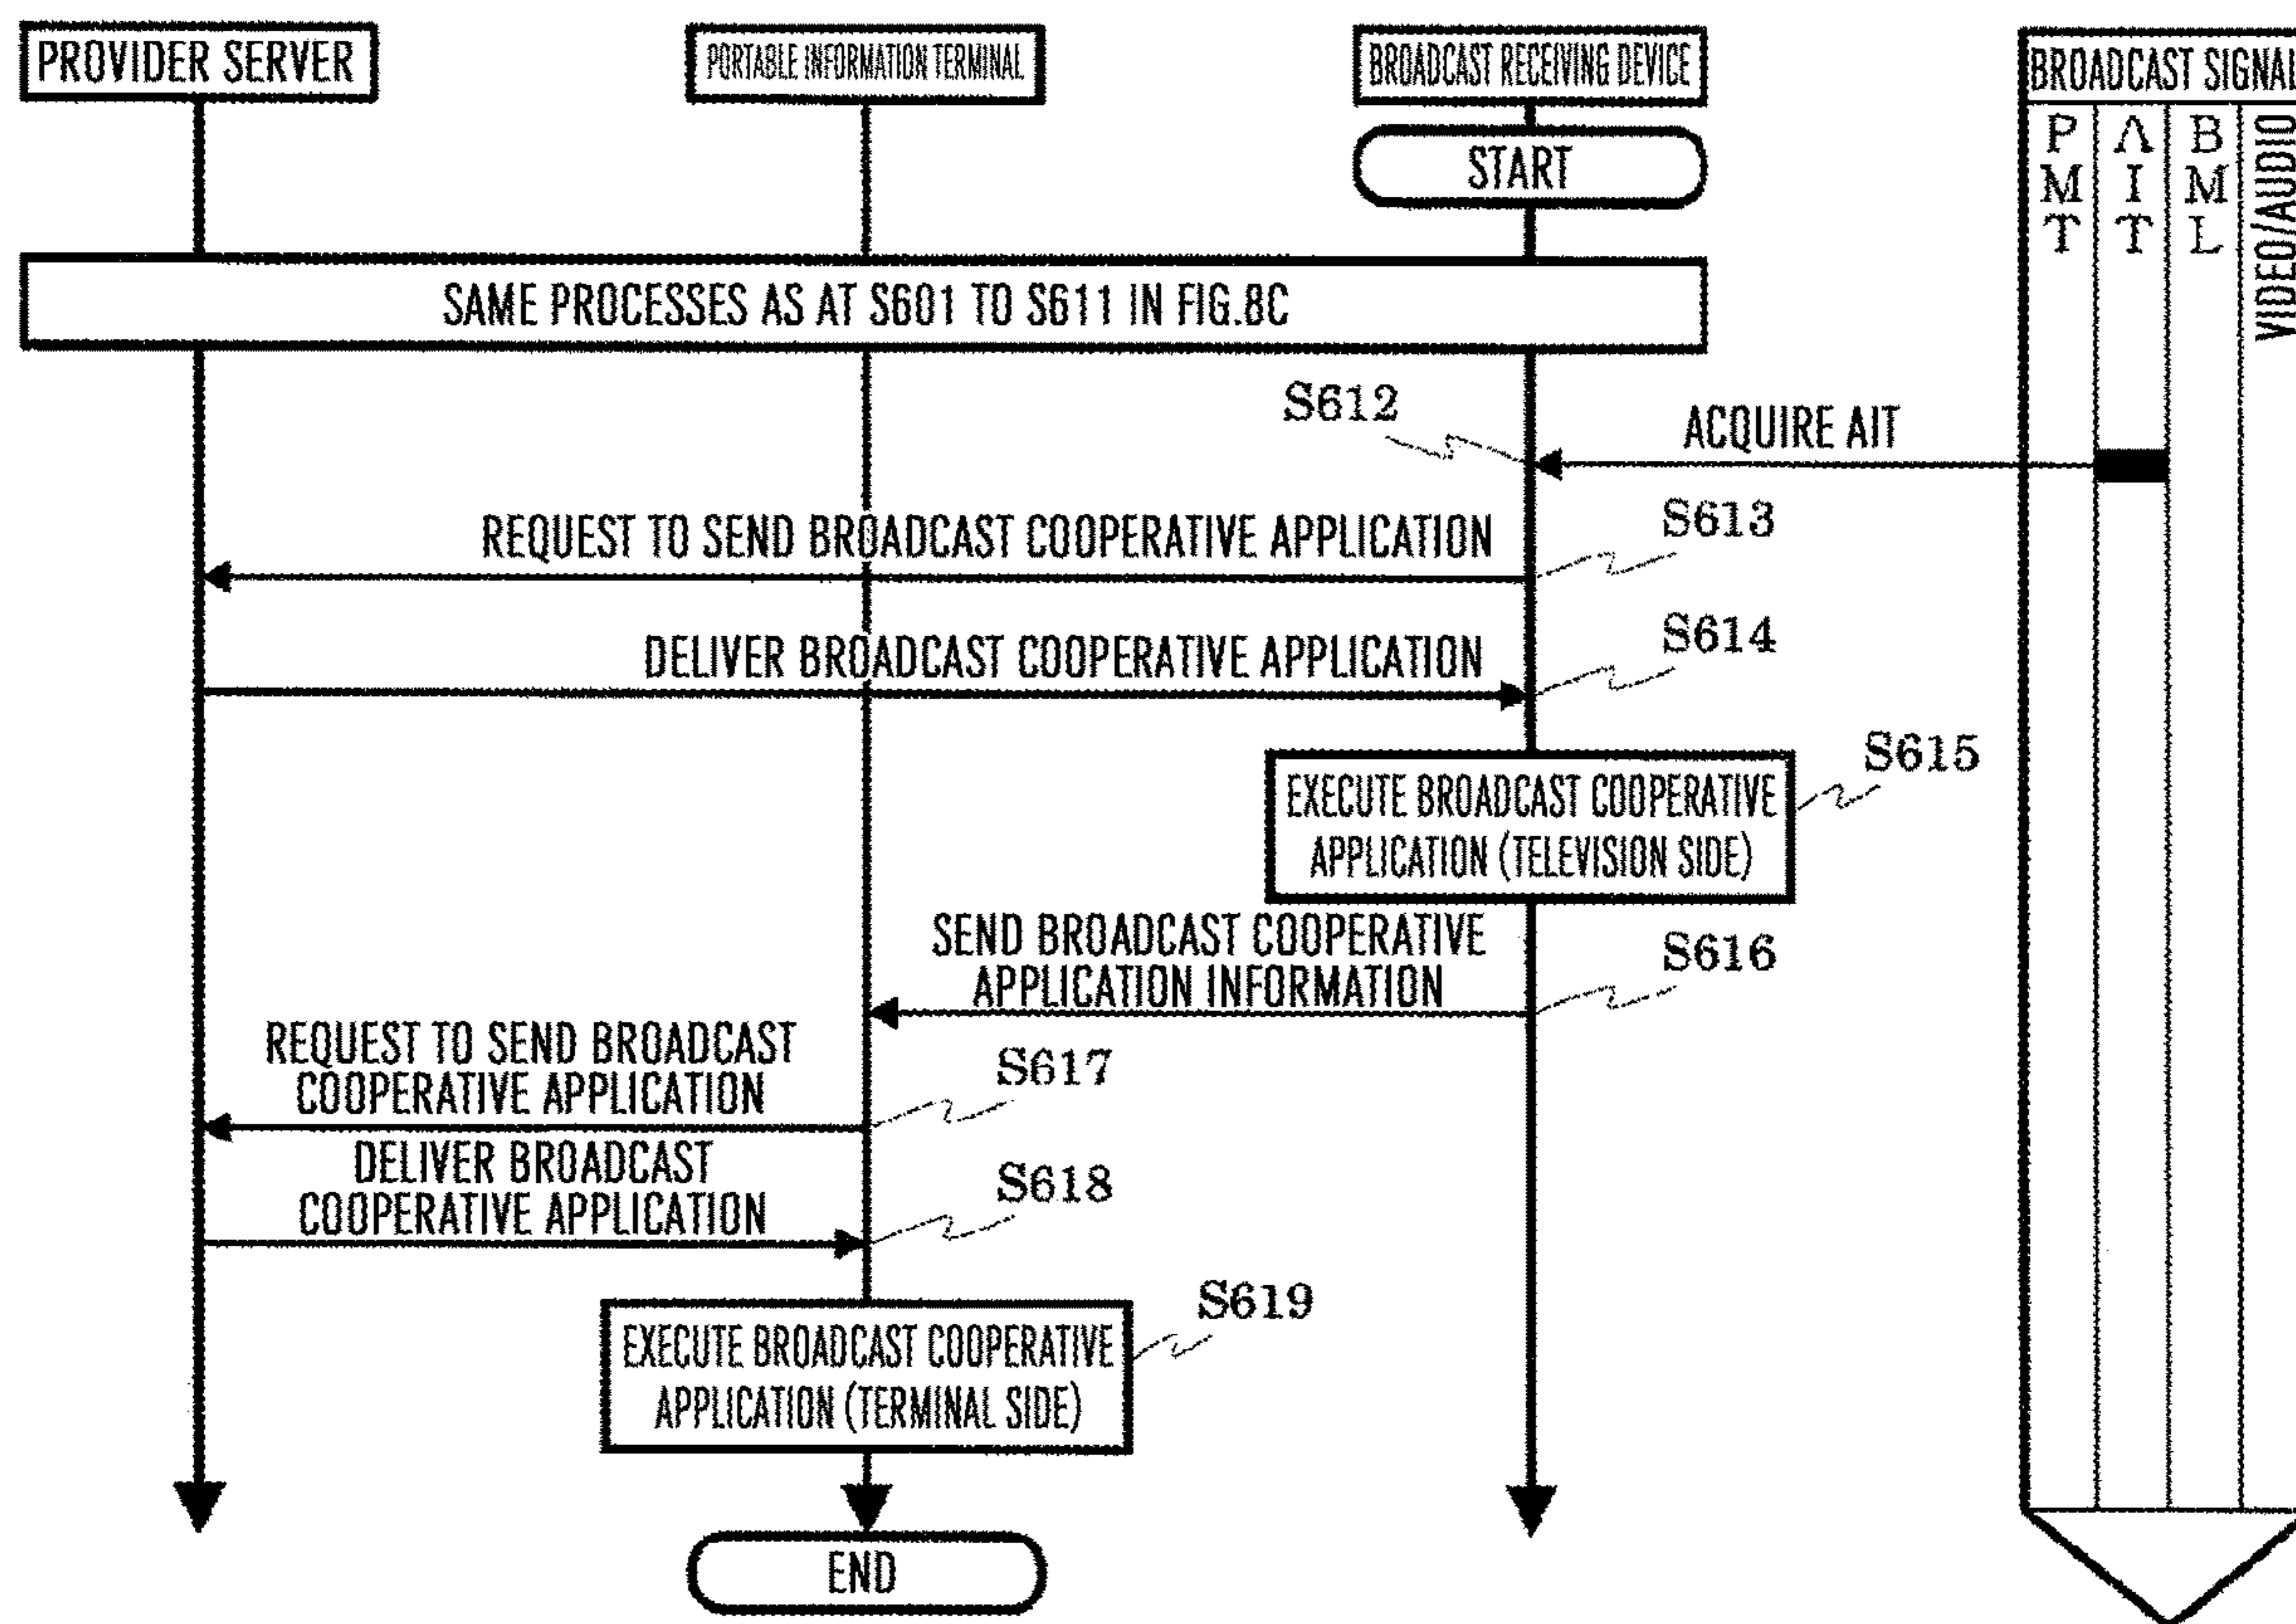 PROVIDER SERVER
PORTABLE INFORMATION TERMINAL
BROADCAST RECEIVING DEVICE
BROADCAST SIGNAL
START
PMT
AIT
BML
VIDEO/AUDIO
SAME PROCESSES AS AT S601 TO S611 IN FIG.8C
S612
ACQUIRE AIT
REQUEST TO SEND BROADCAST COOPERATIVE APPLICATION
S613
DELIVER BROADCAST COOPERATIVE APPLICATION
S614
EXECUTE BROADCAST COOPERATIVE
APPLICATION (TELEVISION SIDE)
S615
SEND BROADCAST COOPERATIVE
APPLICATION INFORMATION
S616
REQUEST TO SEND BROADCAST
COOPERATIVE APPLICATION
S617
DELIVER BROADCAST
COOPERATIVE APPLICATION
S618
EXECUTE BROADCAST COOPERATIVE
APPLICATION (TERMINAL SIDE)
S619
END